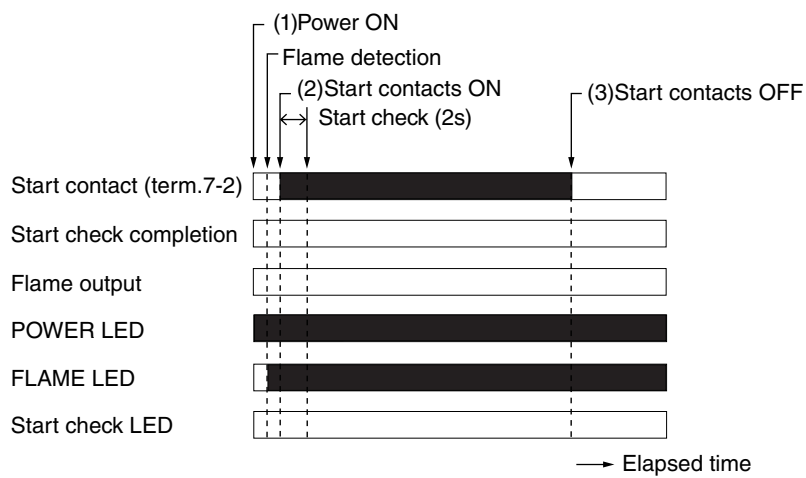 (1)Power ON
Flame detection
(2)Start contacts ON
(3)Start contacts OFF
Start check (2s)
Start contact (term.7-2)
Start check completion
Flame output
POWER LED
FLAME LED
Start check LED
Elapsed time